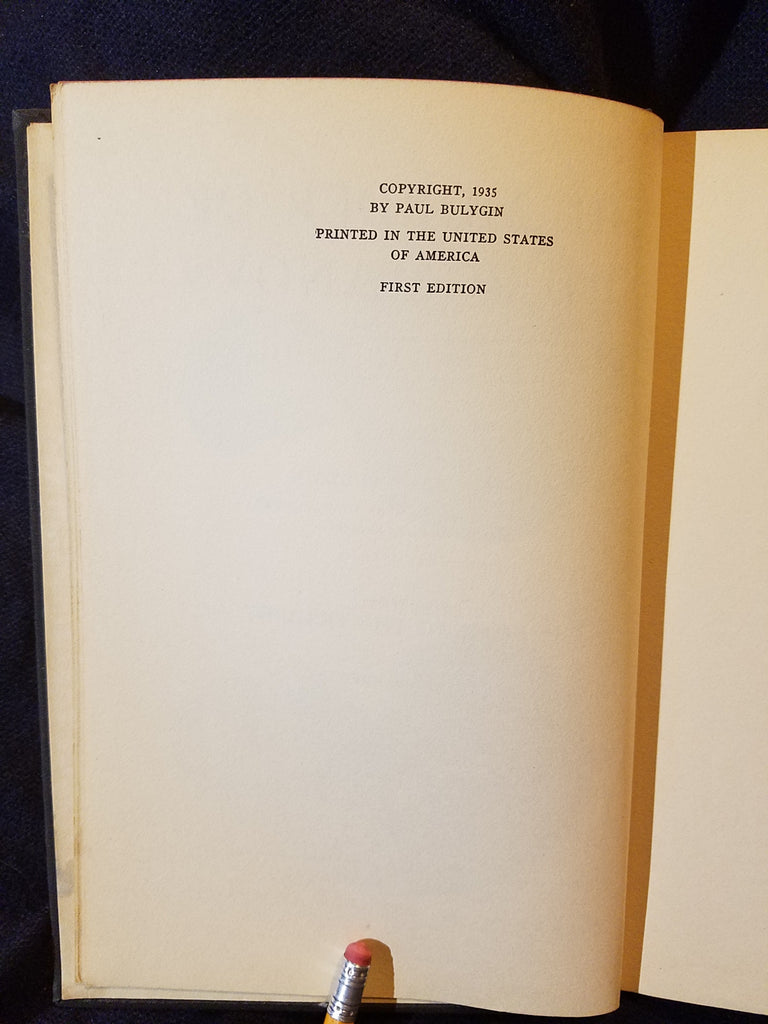 COPYRIGHT, 1935
BY PAUL BULYGIN
PRINTED IN THE UNITED STATES
OF AMERICA
FIRST EDITION